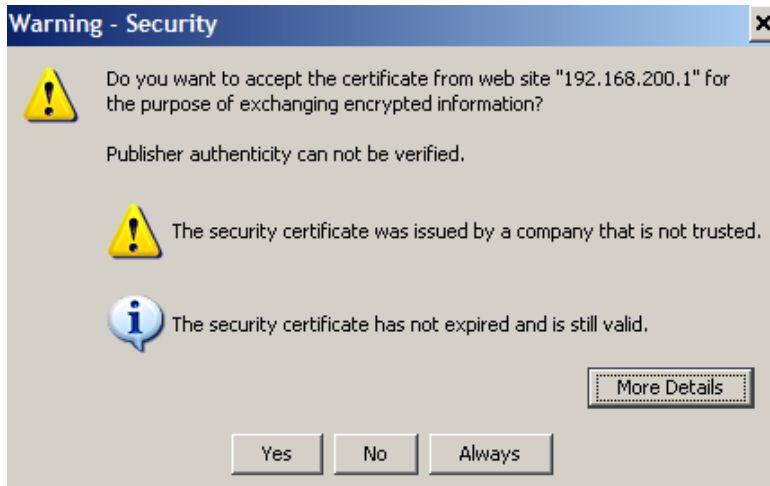 Warning - Security
Do you want to accept the certificate from web site "192.168.200.1" for
the purpose of exchanging encrypted information?
Publisher authenticity can not be verified.
The security certificate was issued by a company that is not trusted.
The security certificate has not expired and is still valid.
More Details
Yes No Always